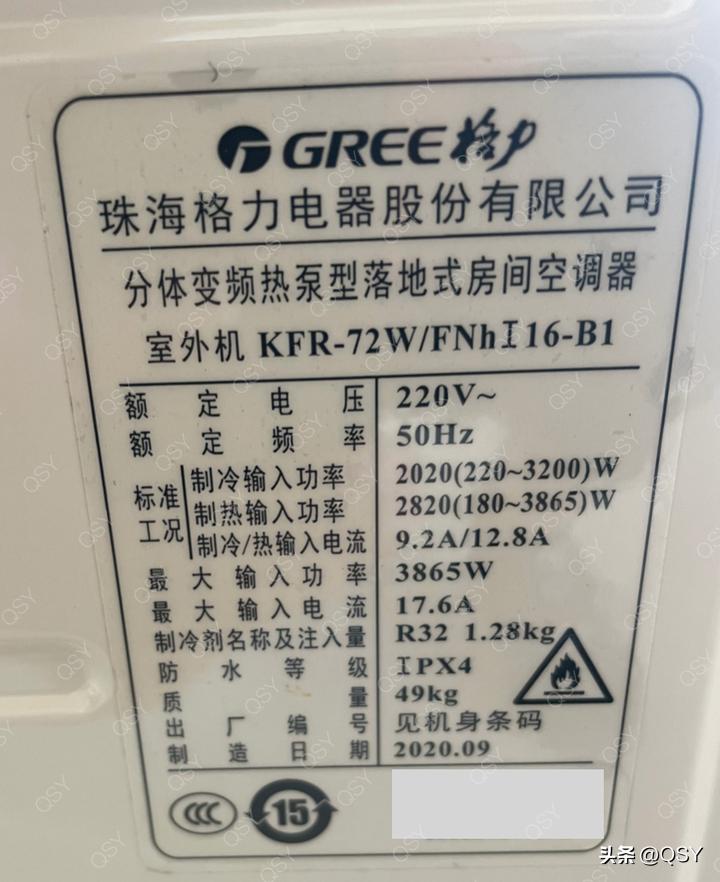 GREE 格力
珠海格力电器股份有限公司
分体变频热泵型落地式房间空调器
室外机 KFR-72W/FNhI16-B1
额定电压 220V~
额定频率 50Hz
标准工况
制冷输入功率 2020(220~3200)W
制热输入功率 2820(180~3865)W
制冷/热输入电流 9.2A/12.8A
最大输入功率 3865W
最大输入电流 17.6A
制冷剂名称及注入量 R32 1.28kg
防水等级 IPX4
质量 49kg
出厂编号 见机身条码
制造日期 2020.09
CCC 15
头条 @QSY
QSY